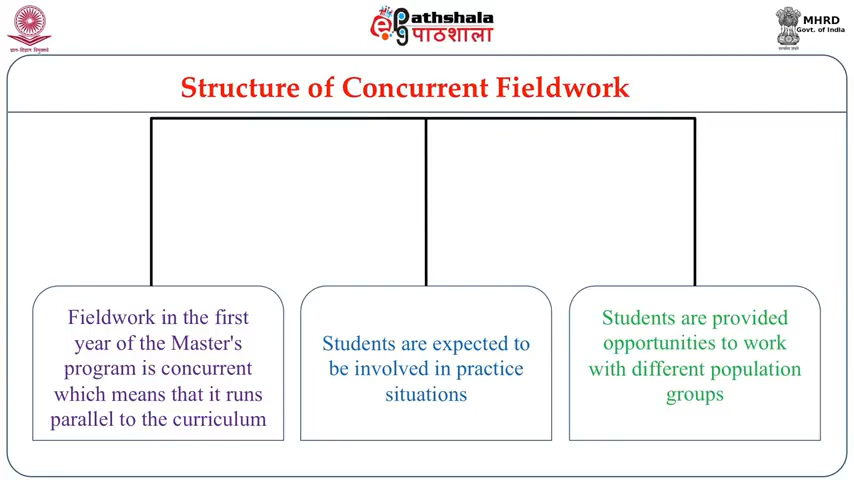 ePathshala
पाठशाला
MHRD
Govt. of India
Structure of Concurrent Fieldwork
Fieldwork in the first
year of the Master's
program is concurrent
which means that it runs
parallel to the curriculum
Students are expected to
be involved in practice
situations
Students are provided
opportunities to work
with different population
groups